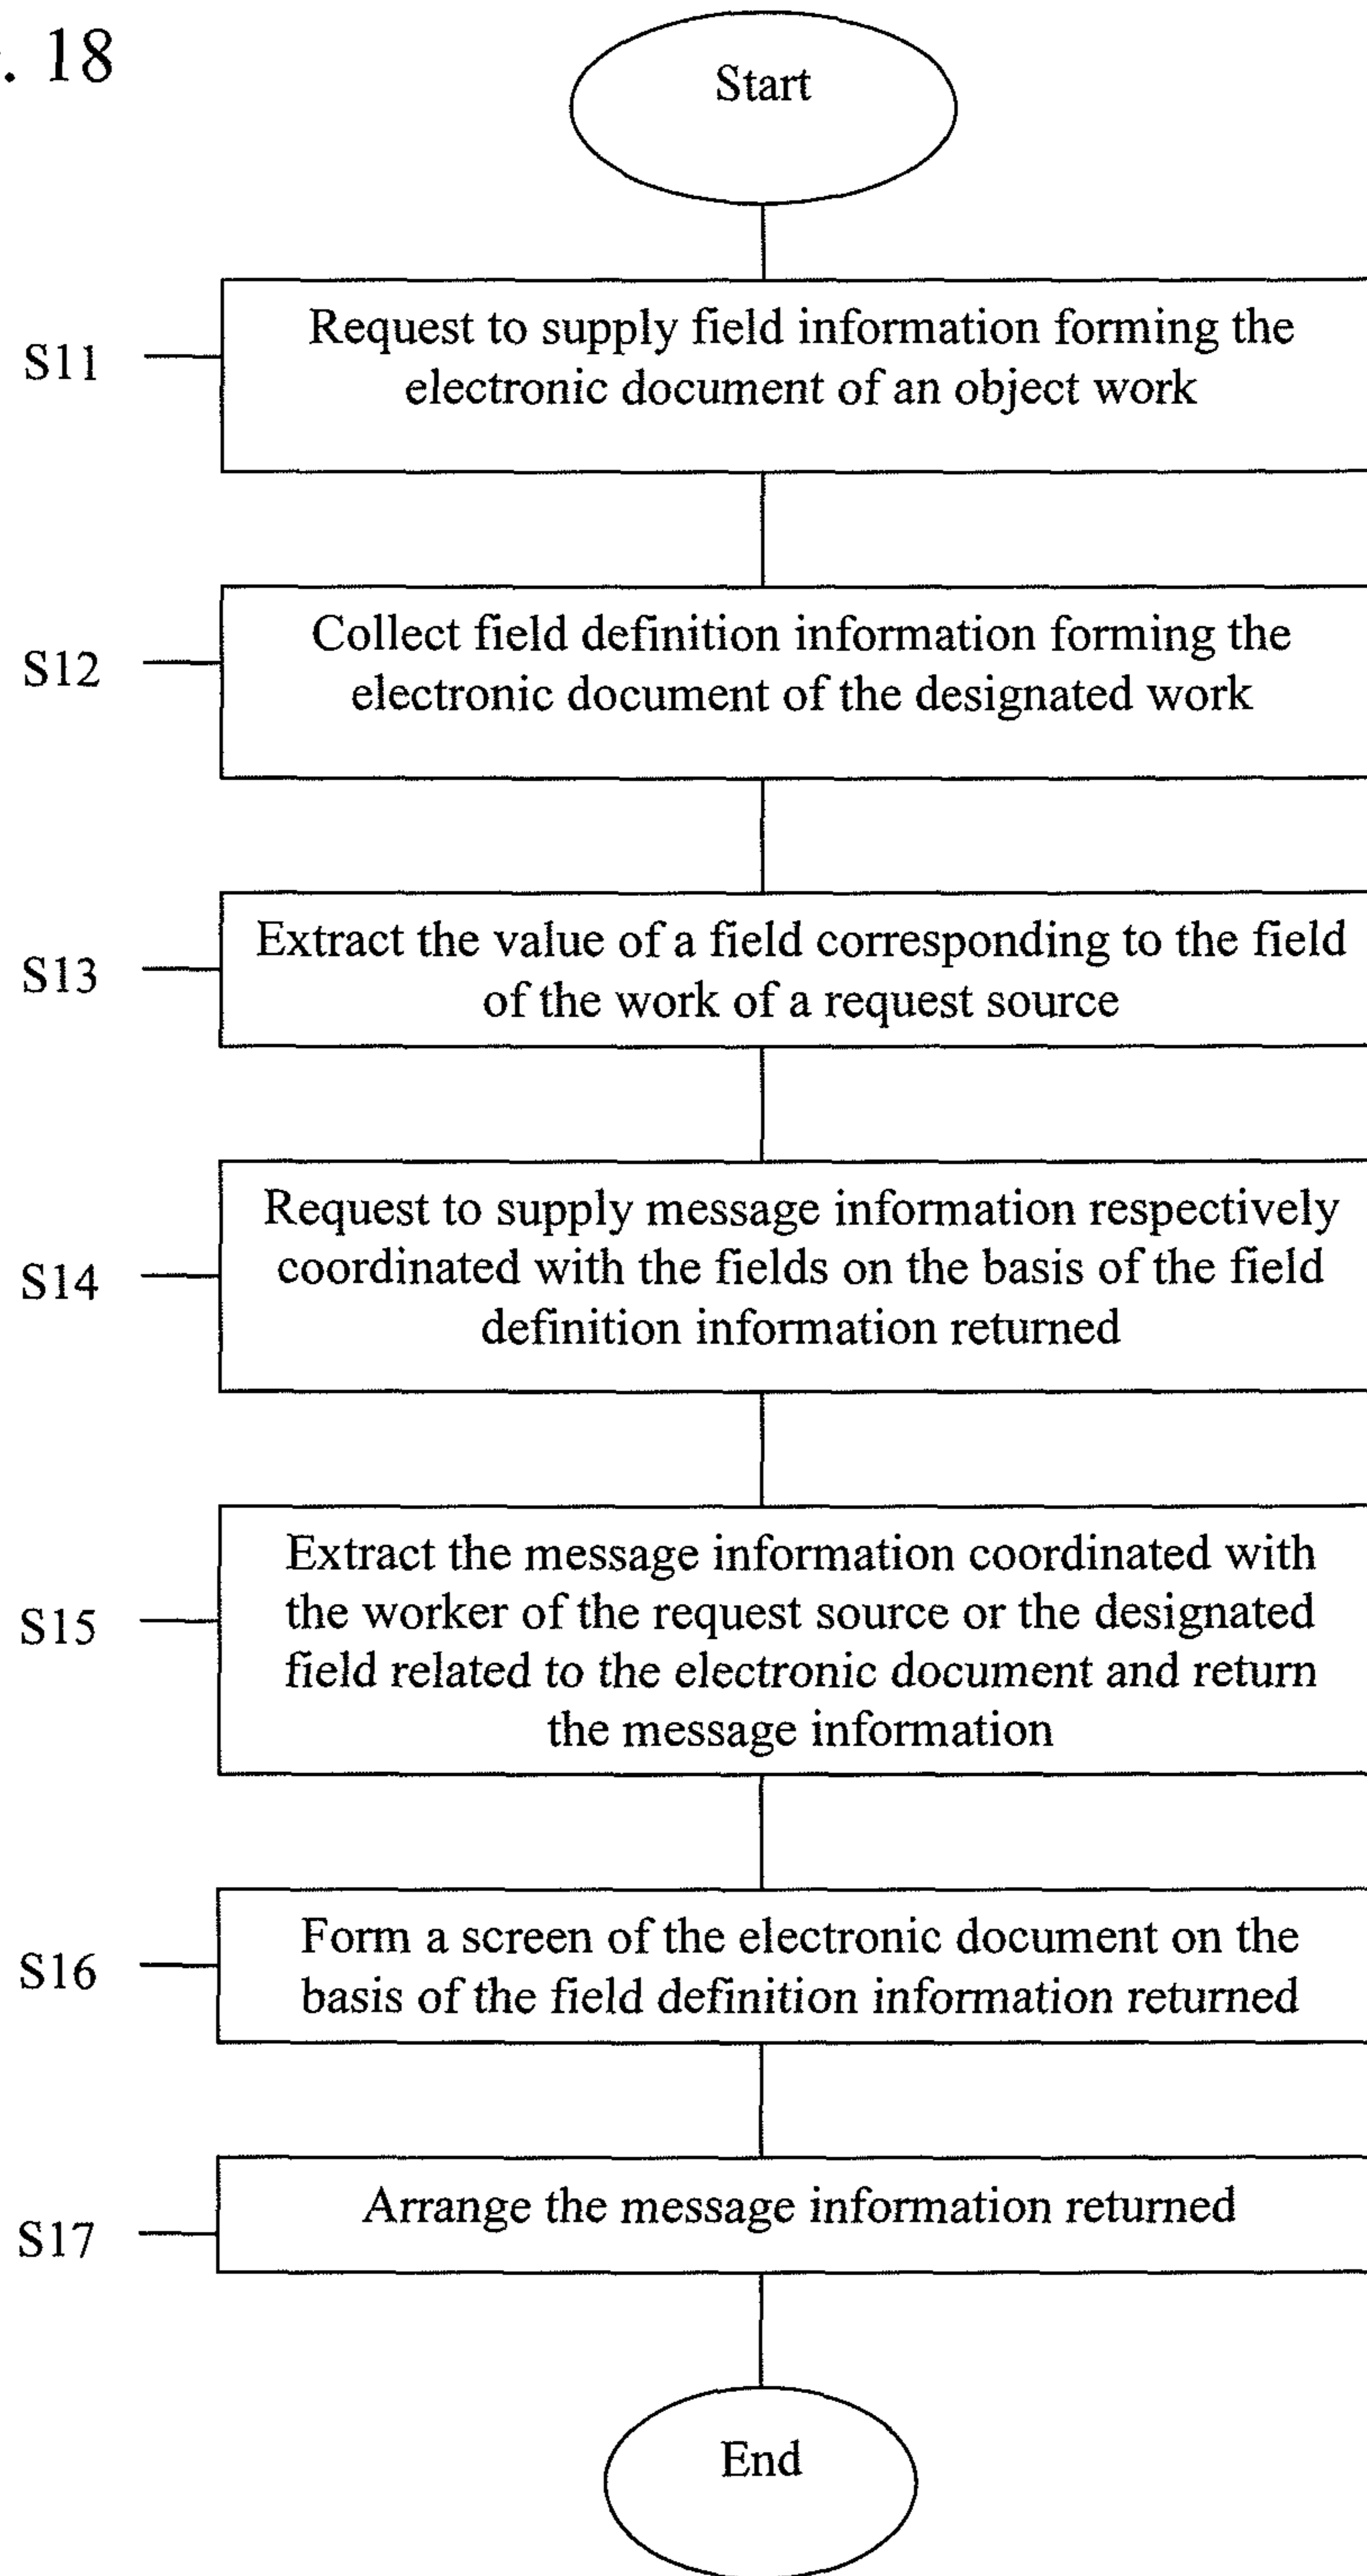 . 18
Start
S11
Request to supply field information forming the
electronic document of an object work
S12
Collect field definition information forming the
electronic document of the designated work
S13
Extract the value of a field corresponding to the field
of the work of a request source
S14
Request to supply message information respectively
coordinated with the fields on the basis of the field
definition information returned
S15
Extract the message information coordinated with
the worker of the request source or the designated
field related to the electronic document and return
the message information
S16
Form a screen of the electronic document on the
basis of the field definition information returned
S17
Arrange the message information returned
End